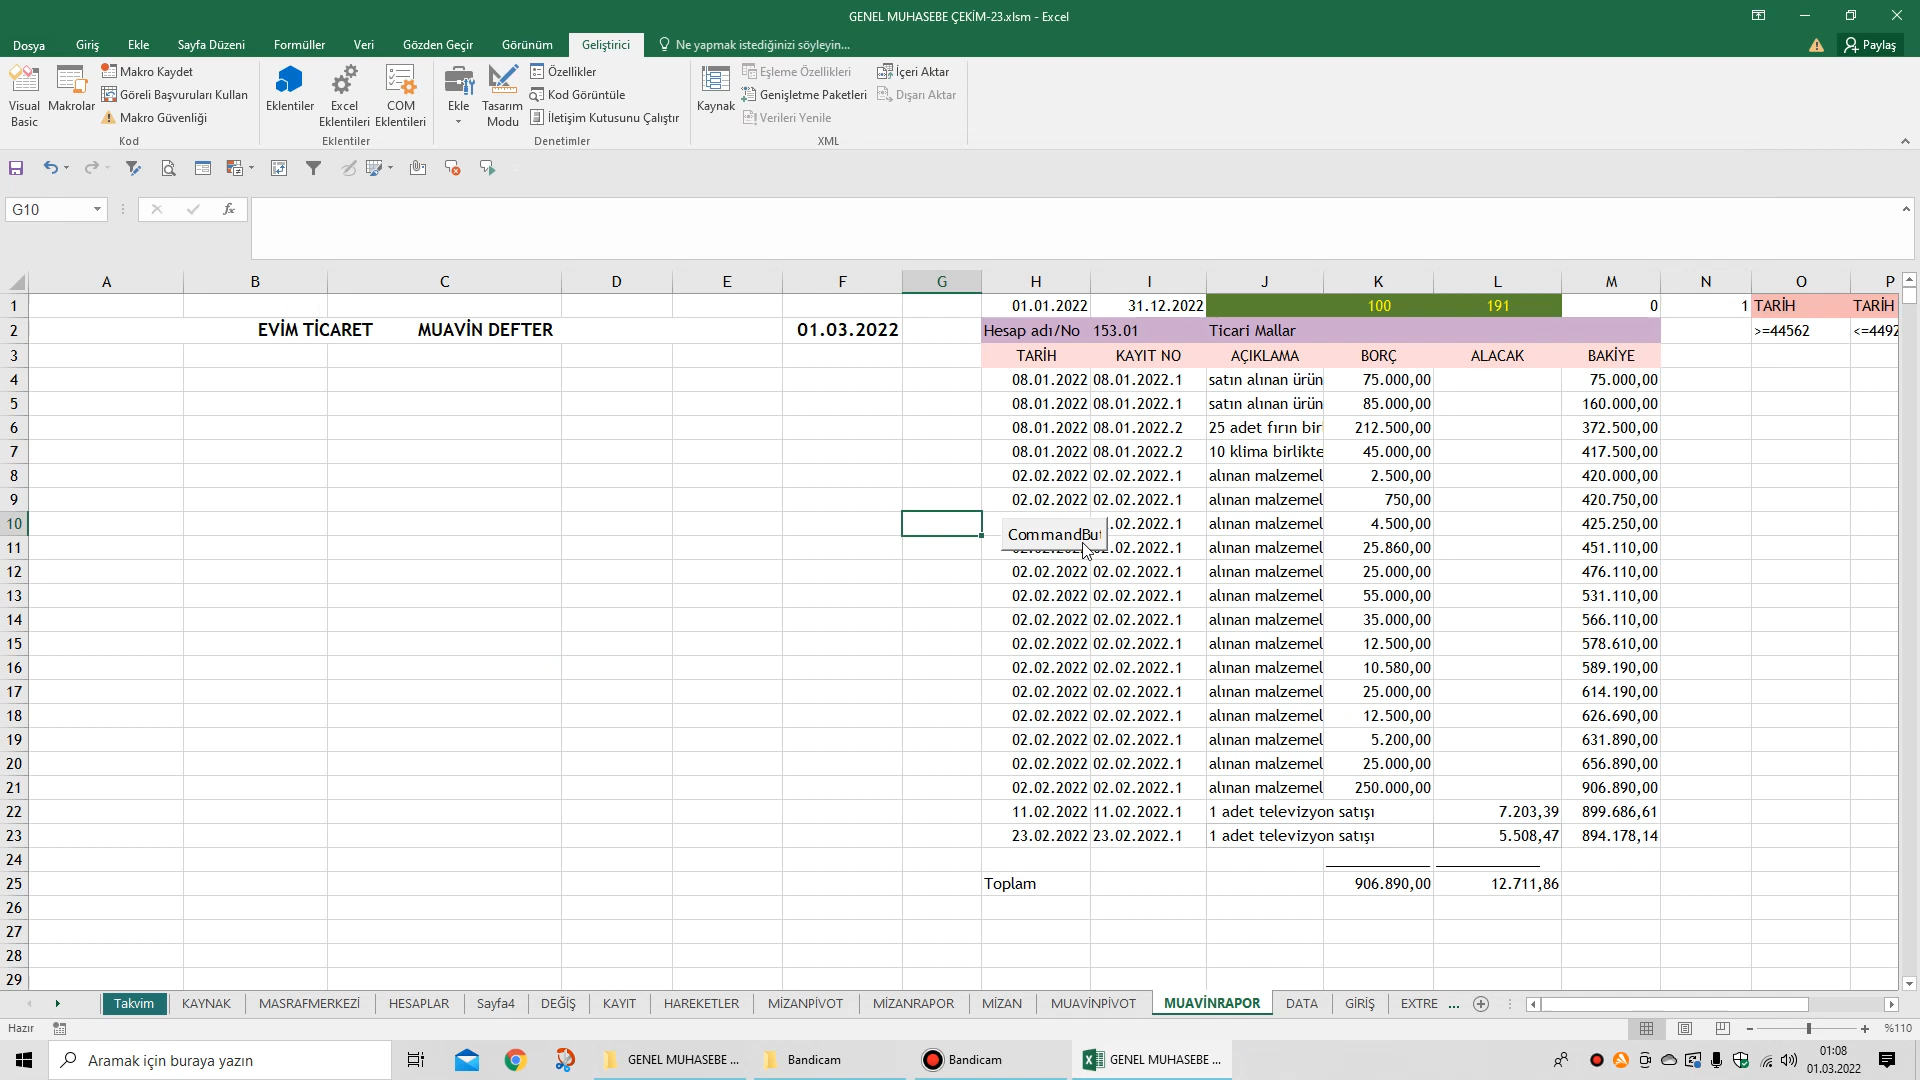 GENEL MUHASEBE ÇEKİM-23.xlsm - Excel
Dosya Giriş Ekle Sayfa Düzeni Formüller Veri Gözden Geçir Görünüm Geliştirici Ne yapmak istediğinizi söyleyin... Paylaş
Visual Basic
Makrolar
Makro Kaydet
Göreli Başvuruları Kullan
Makro Güvenliği
Kod
Eklentiler
Excel Eklentileri
COM Eklentileri
Eklentiler
Ekle
Tasarım Modu
Özellikler
Kod Görüntüle
İletişim Kutusunu Çalıştır
Denetimler
Kaynak
Eşleme Özellikleri
Genişletme Paketleri
Verileri Yenile
İçeri Aktar
Dışarı Aktar
XML
G10 fx
A B C D E F G H I J K L M N O P
1 01.01.2022 31.12.2022 100 191 0 1 TARİH TARİH
2 EVİM TİCARET MUAVİN DEFTER 01.03.2022 Hesap adı/No 153.01 Ticari Mallar >=44562 <=4492
3 TARİH KAYIT NO AÇIKLAMA BORÇ ALACAK BAKİYE
4 08.01.2022 08.01.2022.1 satın alınan ürün 75.000,00 75.000,00
5 08.01.2022 08.01.2022.1 satın alınan ürün 85.000,00 160.000,00
6 08.01.2022 08.01.2022.2 25 adet fırın bir 212.500,00 372.500,00
7 08.01.2022 08.01.2022.2 10 klima birlikte 45.000,00 417.500,00
8 02.02.2022 02.02.2022.1 alınan malzemel 2.500,00 420.000,00
9 02.02.2022 02.02.2022.1 alınan malzemel 750,00 420.750,00
10 CommandBut .02.2022.1 alınan malzemel 4.500,00 425.250,00
11 .02.2022.1 alınan malzemel 25.860,00 451.110,00
12 02.02.2022 02.02.2022.1 alınan malzemel 25.000,00 476.110,00
13 02.02.2022 02.02.2022.1 alınan malzemel 55.000,00 531.110,00
14 02.02.2022 02.02.2022.1 alınan malzemel 35.000,00 566.110,00
15 02.02.2022 02.02.2022.1 alınan malzemel 12.500,00 578.610,00
16 02.02.2022 02.02.2022.1 alınan malzemel 10.580,00 589.190,00
17 02.02.2022 02.02.2022.1 alınan malzemel 25.000,00 614.190,00
18 02.02.2022 02.02.2022.1 alınan malzemel 12.500,00 626.690,00
19 02.02.2022 02.02.2022.1 alınan malzemel 5.200,00 631.890,00
20 02.02.2022 02.02.2022.1 alınan malzemel 25.000,00 656.890,00
21 02.02.2022 02.02.2022.1 alınan malzemel 250.000,00 906.890,00
22 11.02.2022 11.02.2022.1 1 adet televizyon satışı 7.203,39 899.686,61
23 23.02.2022 23.02.2022.1 1 adet televizyon satışı 5.508,47 894.178,14
24
25 Toplam 906.890,00 12.711,86
26
27
28
29
Takvim KAYNAK MASRAFMERKEZİ HESAPLAR Sayfa4 DEĞİŞ KAYIT HAREKETLER MİZANPİVOT MİZANRAPOR MİZAN MUAVİNPİVOT MUAVİNRAPOR DATA GİRİŞ EXTRE ...
Hazır %110
Aramak için buraya yazın GENEL MUHASEBE ... Bandicam Bandicam GENEL MUHASEBE ... 01:08
01.03.2022